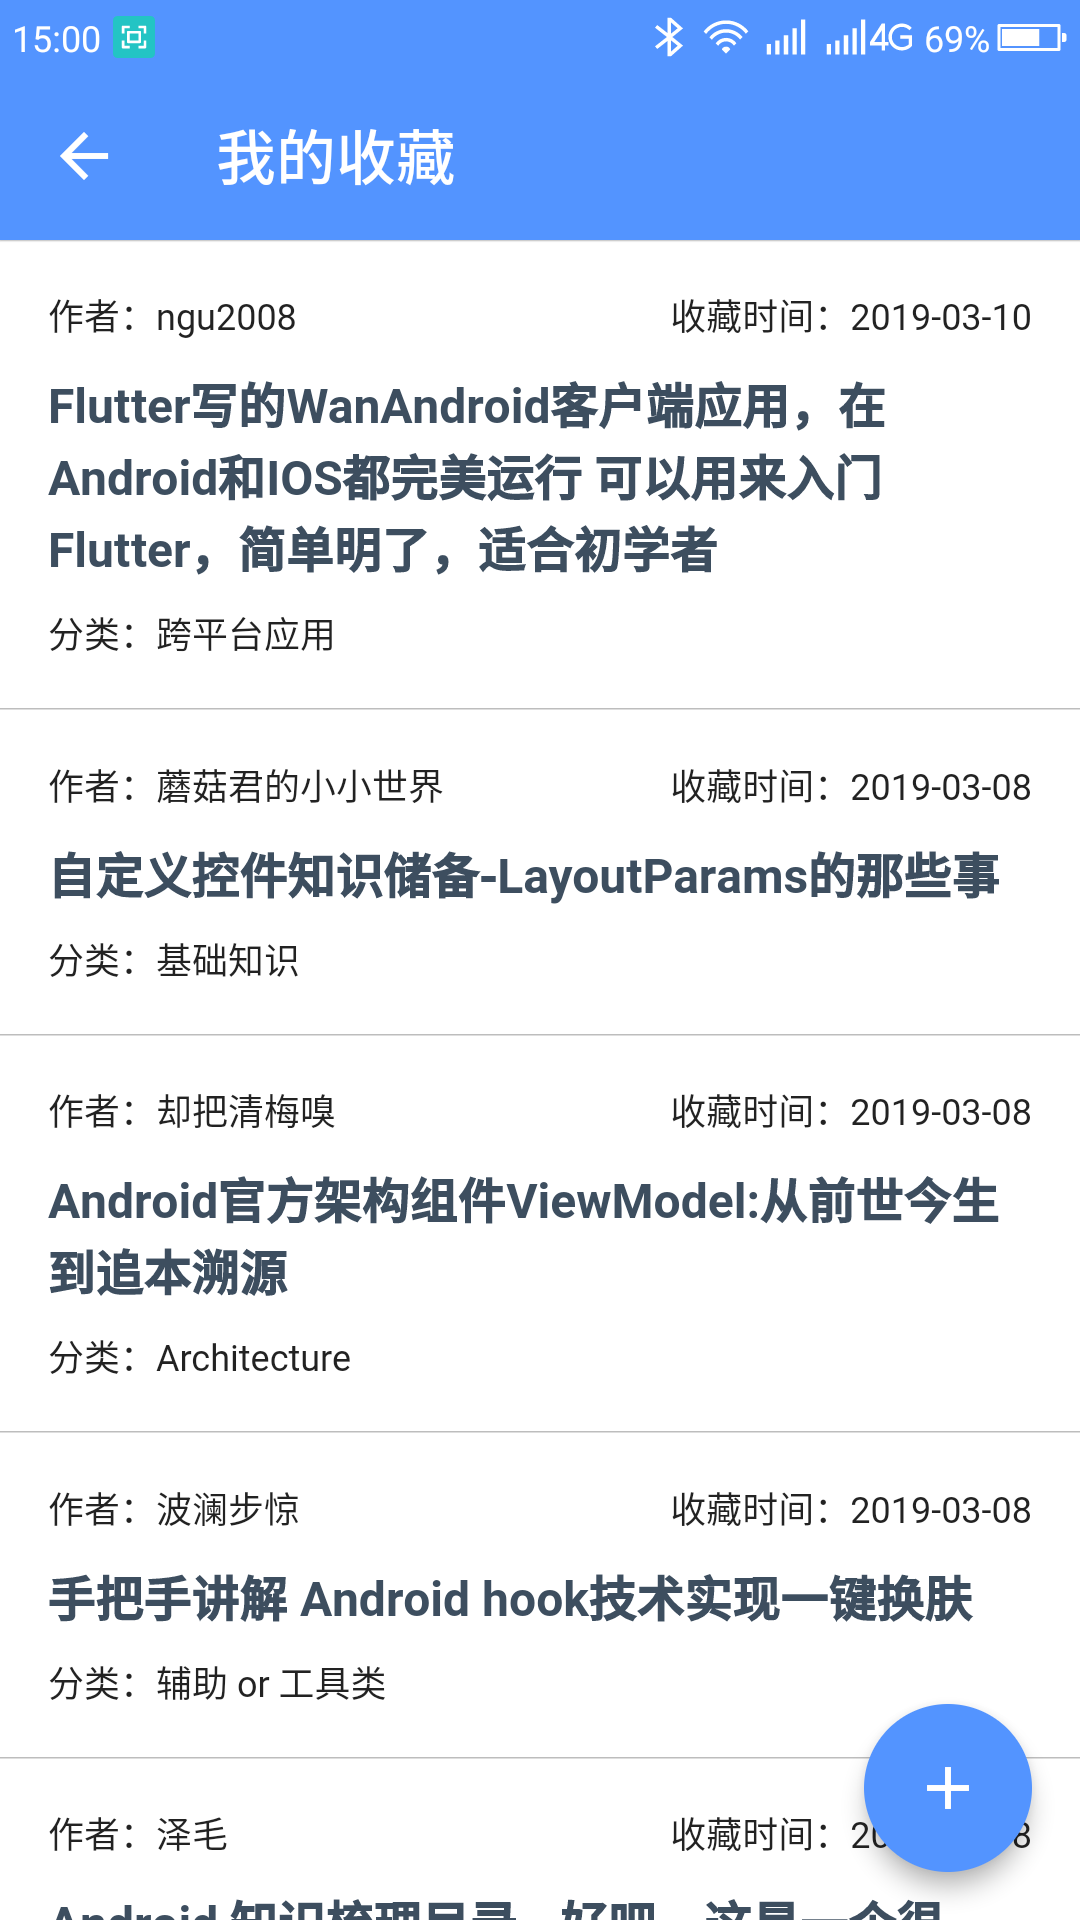 15:00 4G 69%
我的收藏
作者：ngu2008 收藏时间：2019-03-10
Flutter写的WanAndroid客户端应用，在
Android和IOS都完美运行 可以用来入门
Flutter，简单明了，适合初学者
分类：跨平台应用
作者：蘑菇君的小小世界 收藏时间：2019-03-08
自定义控件知识储备-LayoutParams的那些事
分类：基础知识
作者：却把清梅嗅 收藏时间：2019-03-08
Android官方架构组件ViewModel:从前世今生
到追本溯源
分类：Architecture
作者：波澜步惊 收藏时间：2019-03-08
手把手讲解 Android hook技术实现一键换肤
分类：辅助 or 工具类
作者：泽毛 收藏时间：
Android 知识梳理目录